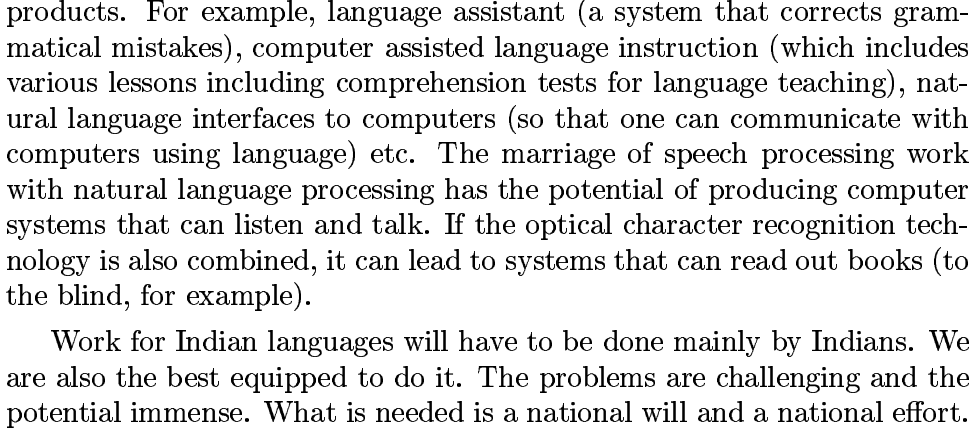 products. For example, language assistant (a system that corrects gram-
matical mistakes), computer assisted language instruction (which includes
various lessons including comprehension tests for language teaching), nat-
ural language interfaces to computers (so that one can communicate with
computers using language) etc. The marriage of speech processing work
with natural language processing has the potential of producing computer
systems that can listen and talk. If the optical character recognition tech-
nology is also combined, it can lead to systems that can read out books (to
the blind, for example).
Work for Indian languages will have to be done mainly by Indians. We
are also the best equipped to do it. The problems are challenging and the
potential immense. What is needed is a national will and a national effort.